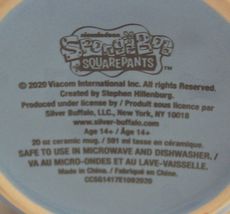 nickelodeon
SpongeBob
SQUAREPANTS
© 2020 Viacom International Inc. All rights Reserved.
Created by Stephen Hillenburg.
Produced under license by / Produit sous licence par
Silver Buffalo, LLC., New York, NY 10018
www.silver-buffalo.com
Age 14+ / Âge 14+
20 oz ceramic mug. / 591 ml tasse en céramique.
SAFE TO USE IN MICROWAVE AND DISHWASHER. /
VA AU MICRO-ONDES ET AU LAVE-VAISSELLE.
Made in China. / Fabriqué en China.
CCSG1417E1092020